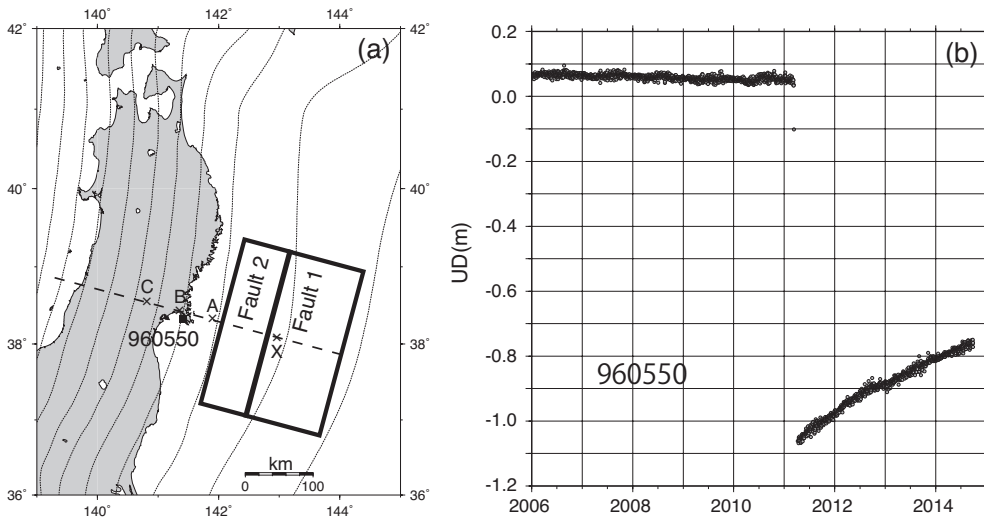 140˚ 142˚ 144˚
42˚ 42˚
(a)
40˚ 40˚
Fault 2
Fault 1
C
B
A
960550
X
38˚ 38˚
km
0 100
36˚ 36˚
140˚ 142˚ 144˚
0.2
(b)
0.0
-0.2
-0.4
UD(m)
-0.6
-0.8
960550
-1.0
-1.2
2006 2008 2010 2012 2014